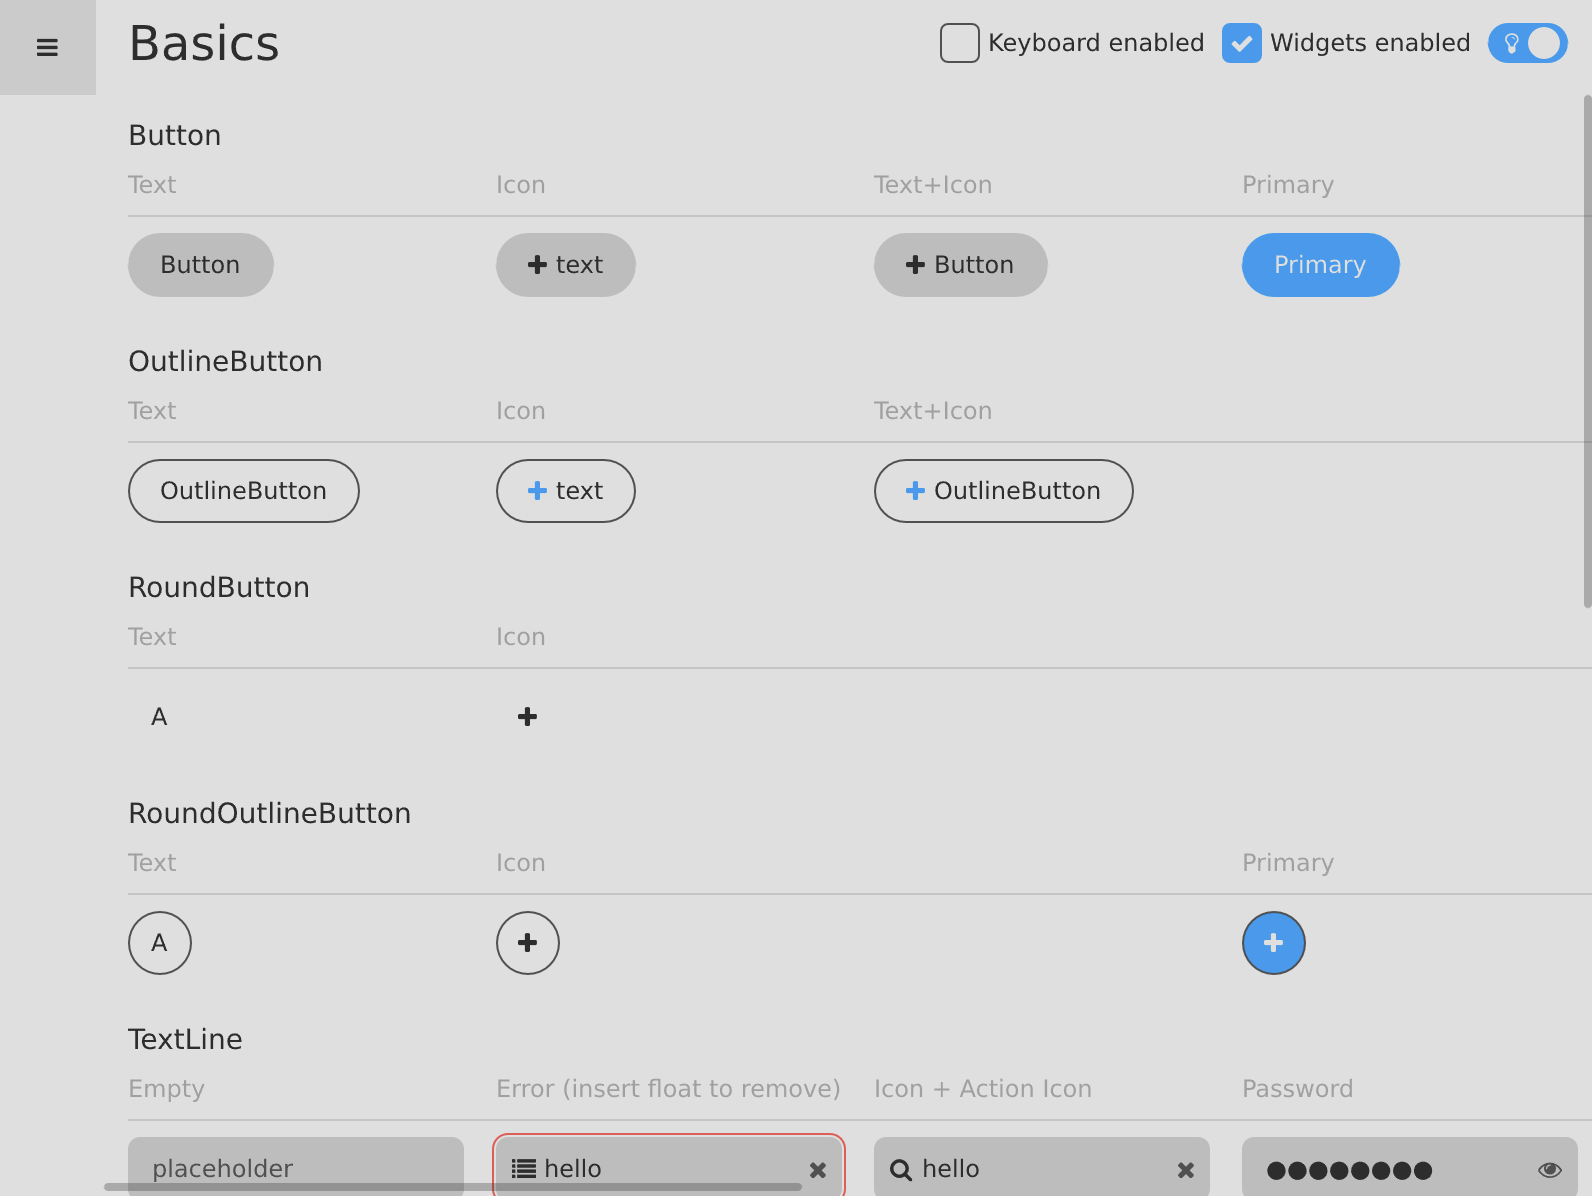 Basics
Keyboard enabled
Widgets enabled
Button
Text
Icon
Text+Icon
Primary
Button
text
Button
Primary
OutlineButton
Text
Icon
Text+Icon
OutlineButton
text
OutlineButton
RoundButton
Text
Icon
A
RoundOutlineButton
Text
Icon
Primary
A
TextLine
Empty
Error (insert float to remove)
Icon + Action Icon
Password
placeholder
hello
hello